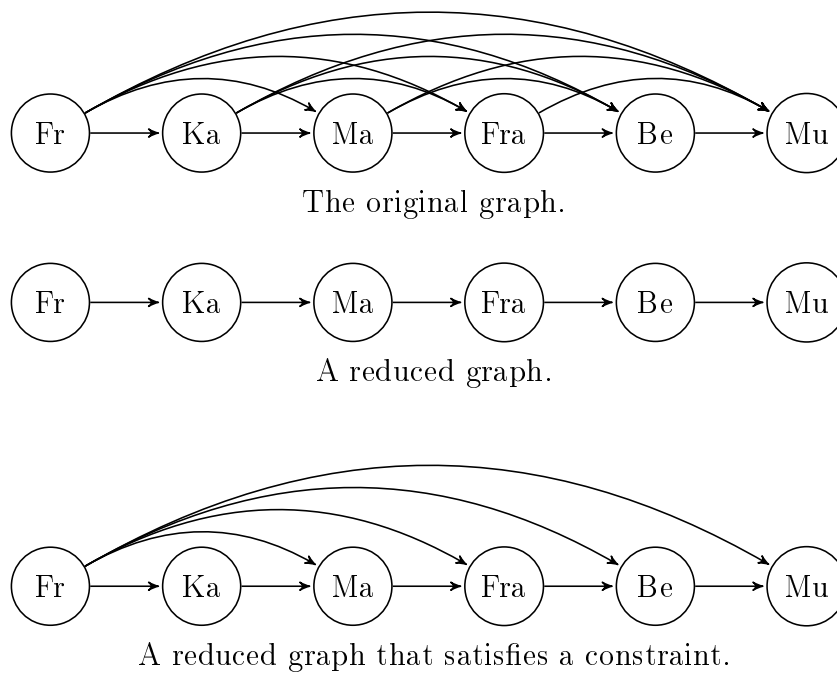 Fr Ka Ma Fra Be Mu
The original graph.
Fr Ka Ma Fra Be Mu
A reduced graph.
Fr Ka Ma Fra Be Mu
A reduced graph that satisfies a constraint.